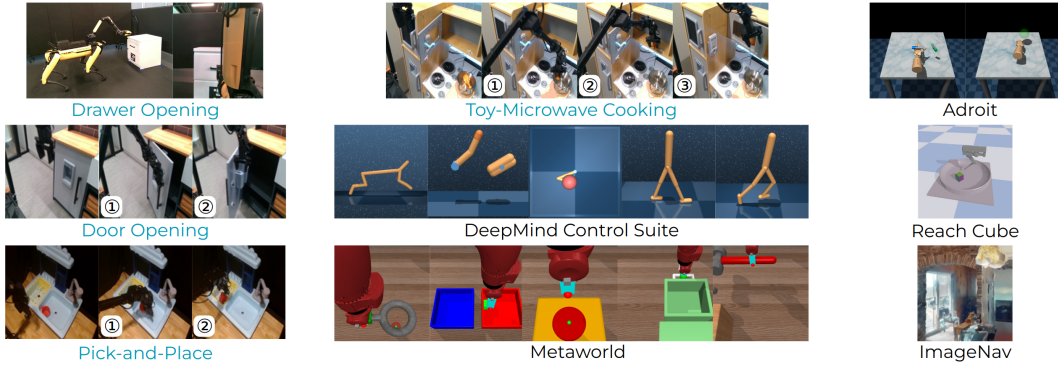 Drawer Opening
① ② ③
Toy-Microwave Cooking
Adroit
① ②
Door Opening
DeepMind Control Suite
Reach Cube
① ②
Pick-and-Place
Metaworld
ImageNav